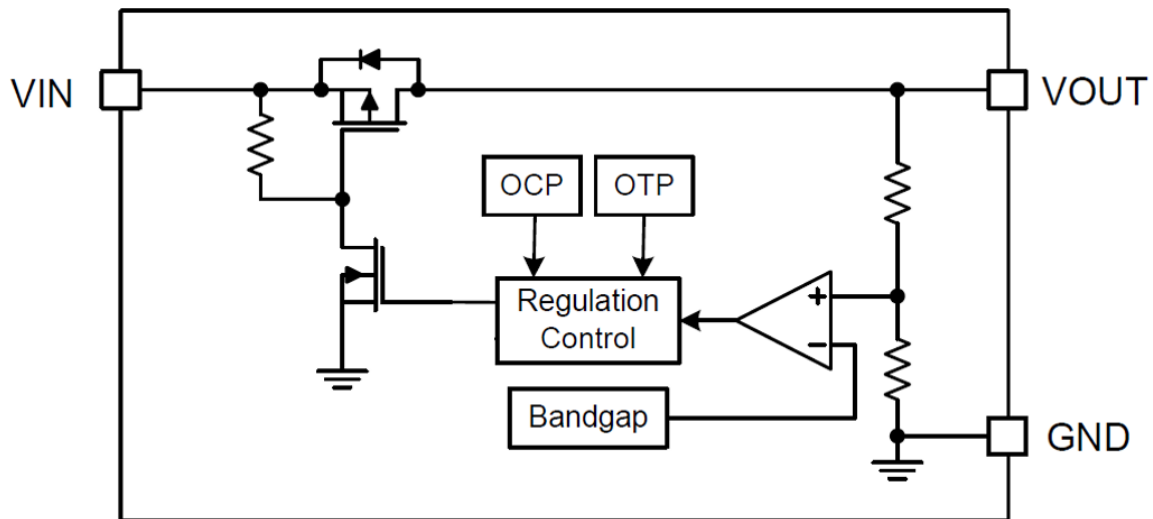 VIN
VOUT
OCP
OTP
Regulation
Control
+
−
Bandgap
GND